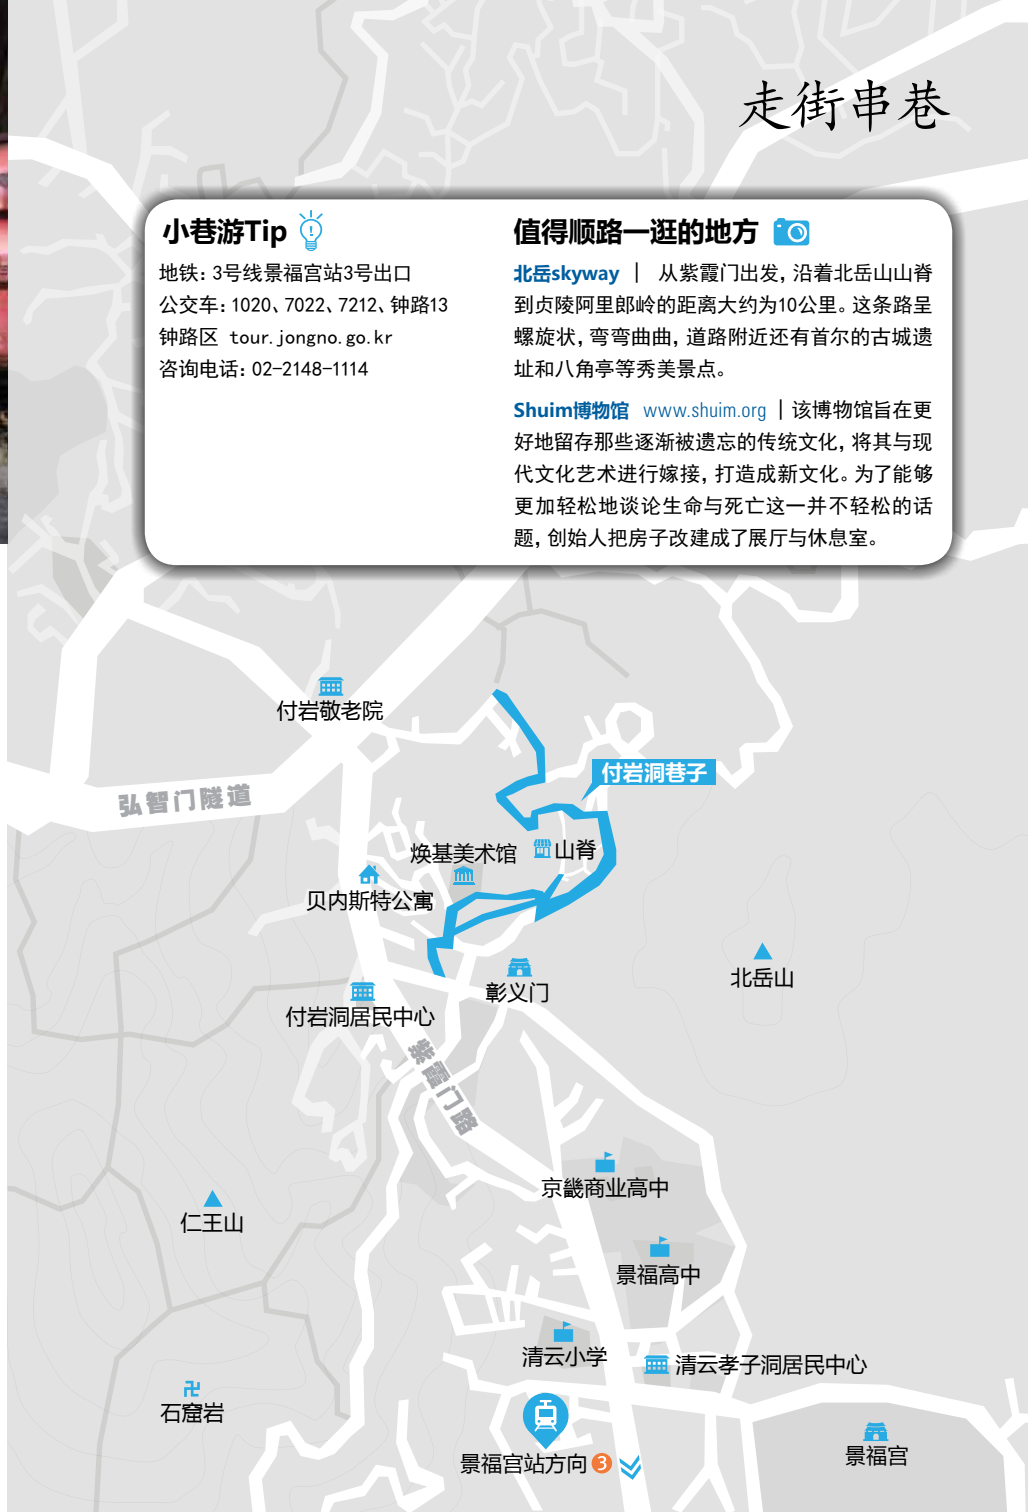 走街串巷
小巷游Tip
地铁：3号线景福宫站3号出口
公交车：1020、7022、7212、钟路13
钟路区 tour.jongno.go.kr
咨询电话：02-2148-1114
值得顺路一逛的地方
北岳skyway | 从紫霞门出发，沿着北岳山山脊
到贞陵阿里郎岭的距离大约为10公里。这条路呈
螺旋状，弯弯曲曲，道路附近还有首尔的古城遗
址和八角亭等秀美景点。
Shuim博物馆 www.shuim.org | 该博物馆旨在更
好地留存那些逐渐被遗忘的传统文化，将其与现
代文化艺术进行嫁接，打造成新文化。为了能够
更加轻松地谈论生命与死亡这一并不轻松的话
题，创始人把房子改建成了展厅与休息室。
付岩敬老院
付岩洞巷子
弘智门隧道
焕基美术馆
山脊
贝内斯特公寓
北岳山
彰义门
付岩洞居民中心
紫霞门路
京畿商业高中
仁王山
景福高中
清云小学
清云孝子洞居民中心
石窟岩
景福宫
景福宫站方向 3